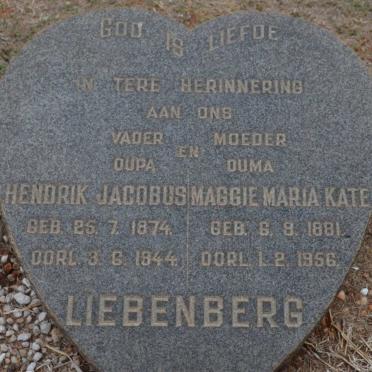 GOD IS LIEFDE
IN TERE HERINNERING
AAN ONS
VADER EN MOEDER
OUPA OUMA
HENDRIK JACOBUS MAGGIE MARIA KATE
GEB. 25. 7. 1874. GEB. 6. 9. 1881.
OORL. 3. 6. 1944. OORL. 1. 2. 1956.
LIEBENBERG